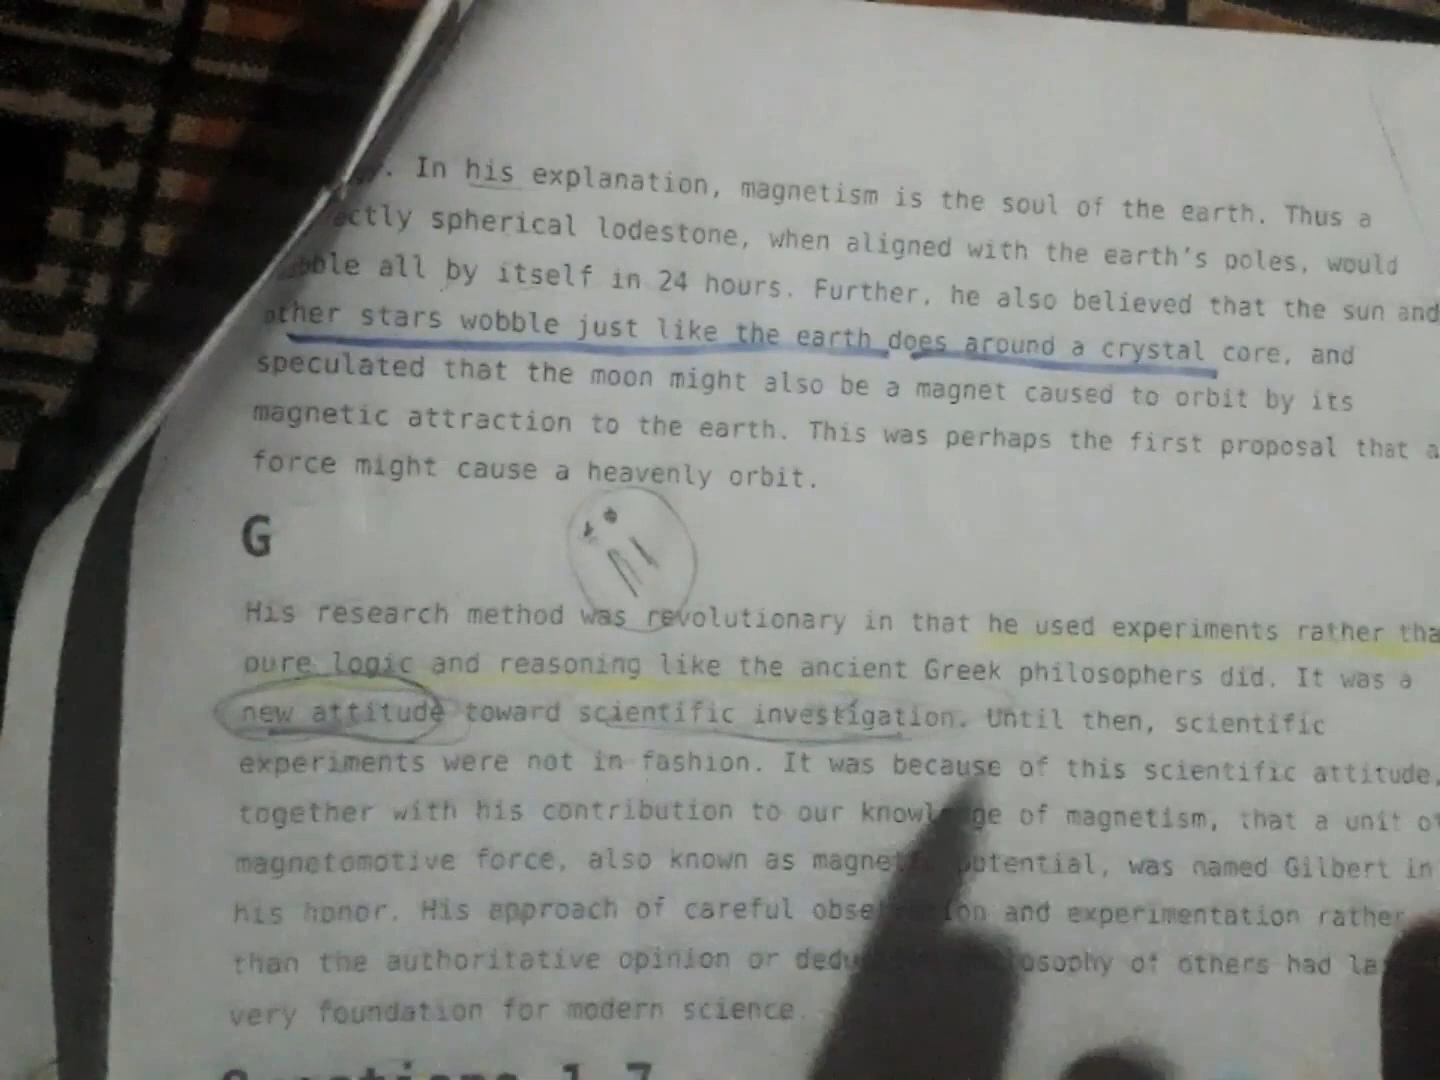 . In his explanation, magnetism is the soul of the earth. Thus a
spherical lodestone, when aligned with the earth's poles, would
all by itself in 24 hours. Further, he also believed that the sun and
other stars wobble just like the earth does around a crystal core, and
speculated that the moon might also be a magnet caused to orbit by its
magnetic attraction to the earth. This was perhaps the first proposal that a
force might cause a heavenly orbit.
G
His research method was revolutionary in that he used experiments rather
pure logic and reasoning like the ancient Greek philosophers did. It was a
new attitude toward scientific investigation. Until then, scientific
experiments were not in fashion. It was because of this scientific attitude,
together with his contribution to our knowledge of magnetism, that a unit of
magnetomotive force, also known as magnetic potential, was named Gilbert in
his honor. His approach of careful observation and experimentation rather
than the authoritative opinion or philosophy of others had
very foundation for modern science.
Questions 1-7